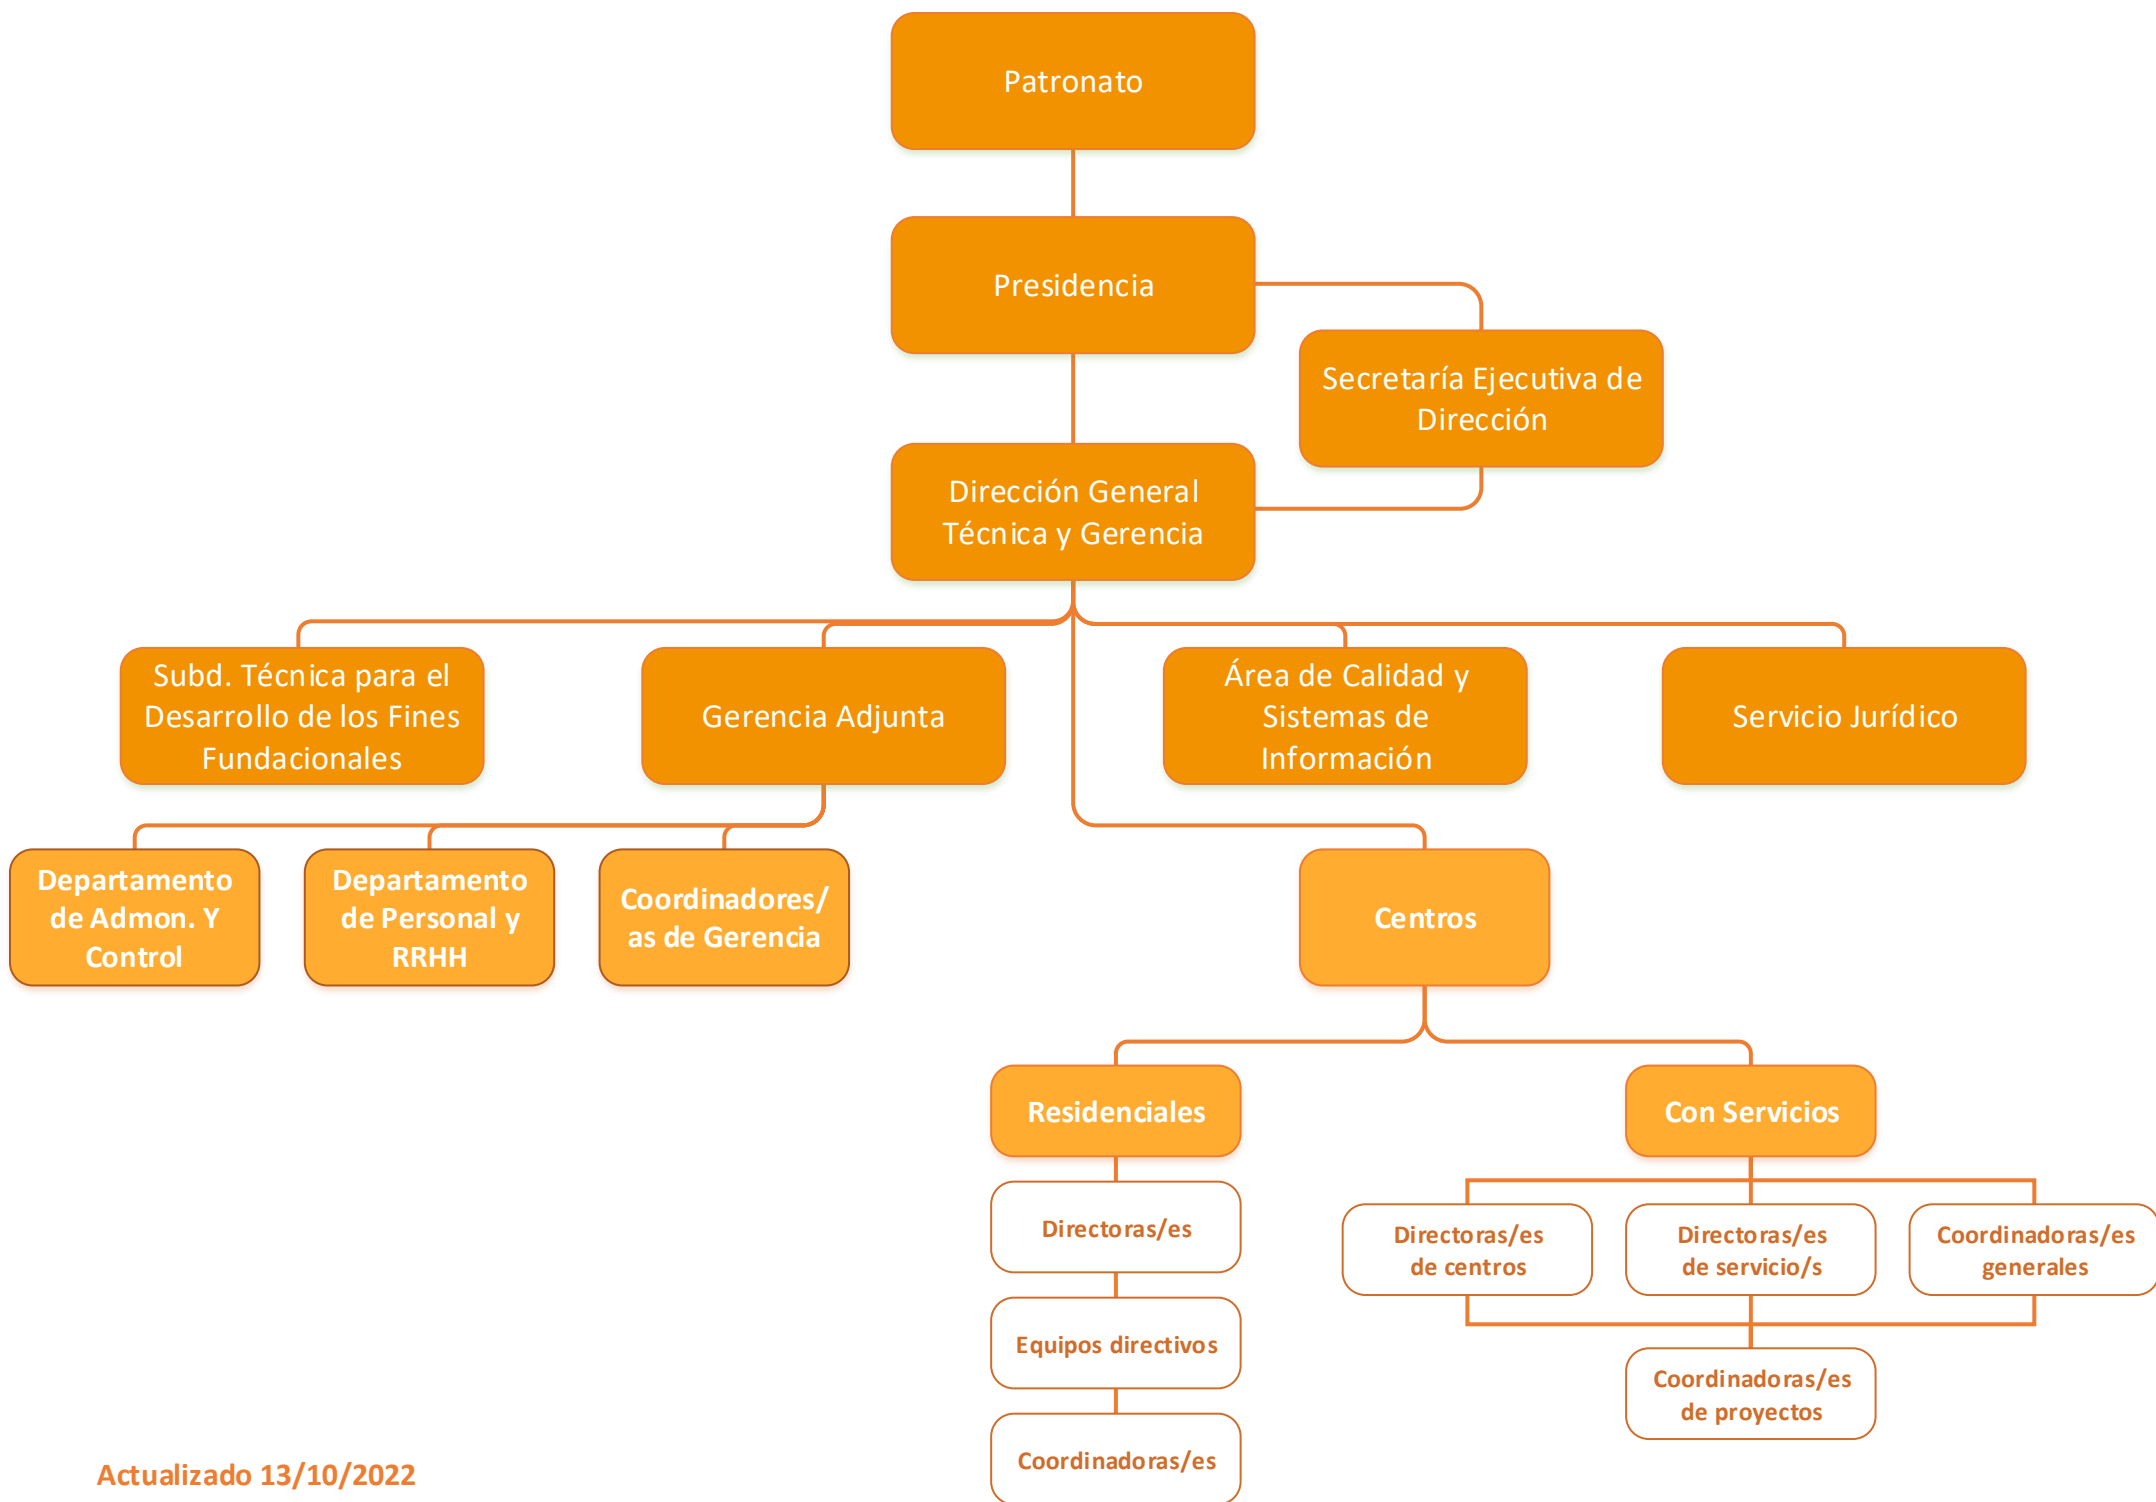 Patronato
Presidencia
Secretaría Ejecutiva de
Dirección
Dirección General
Técnica y Gerencia
Subd. Técnica para el
Desarrollo de los Fines
Fundacionales
Gerencia Adjunta
Área de Calidad y
Sistemas de
Información
Servicio Jurídico
Departamento
de Admon. Y
Control
Departamento
de Personal y
RRHH
Coordinadores/
as de Gerencia
Centros
Residenciales
Con Servicios
Directoras/es
Directoras/es
de centros
Directoras/es
de servicio/s
Coordinadoras/es
generales
Equipos directivos
Coordinadoras/es
de proyectos
Coordinadoras/es
Actualizado 13/10/2022